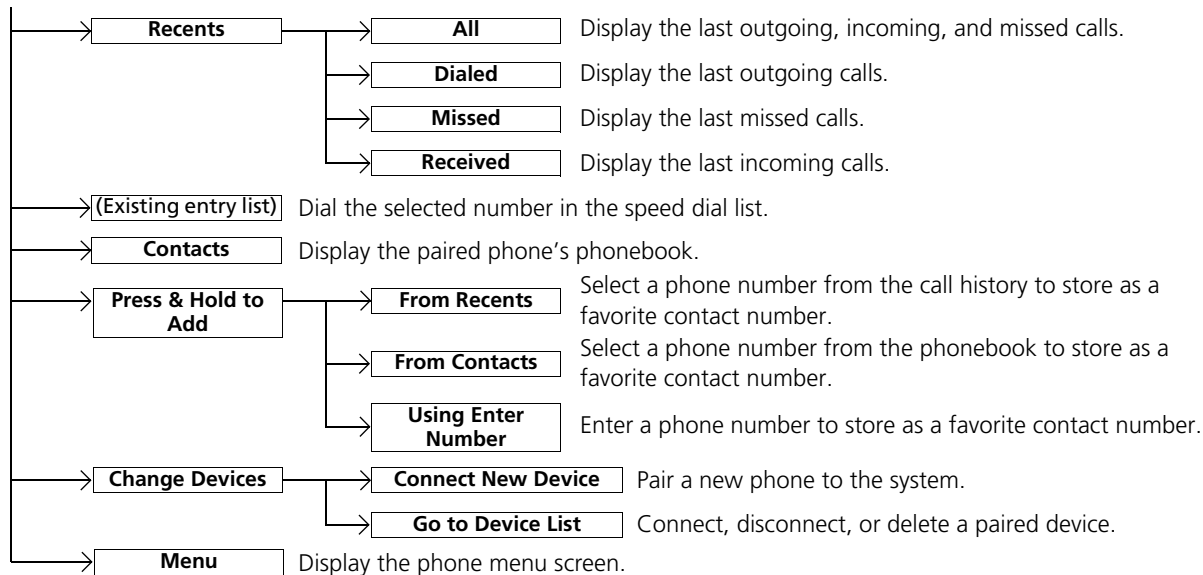 Recents
All
Display the last outgoing, incoming, and missed calls.
Dialed
Display the last outgoing calls.
Missed
Display the last missed calls.
Received
Display the last incoming calls.
(Existing entry list)
Dial the selected number in the speed dial list.
Contacts
Display the paired phone’s phonebook.
Press & Hold to
Add
From Recents
Select a phone number from the call history to store as a
favorite contact number.
From Contacts
Select a phone number from the phonebook to store as a
favorite contact number.
Using Enter
Number
Enter a phone number to store as a favorite contact number.
Change Devices
Connect New Device
Pair a new phone to the system.
Go to Device List
Connect, disconnect, or delete a paired device.
Menu
Display the phone menu screen.